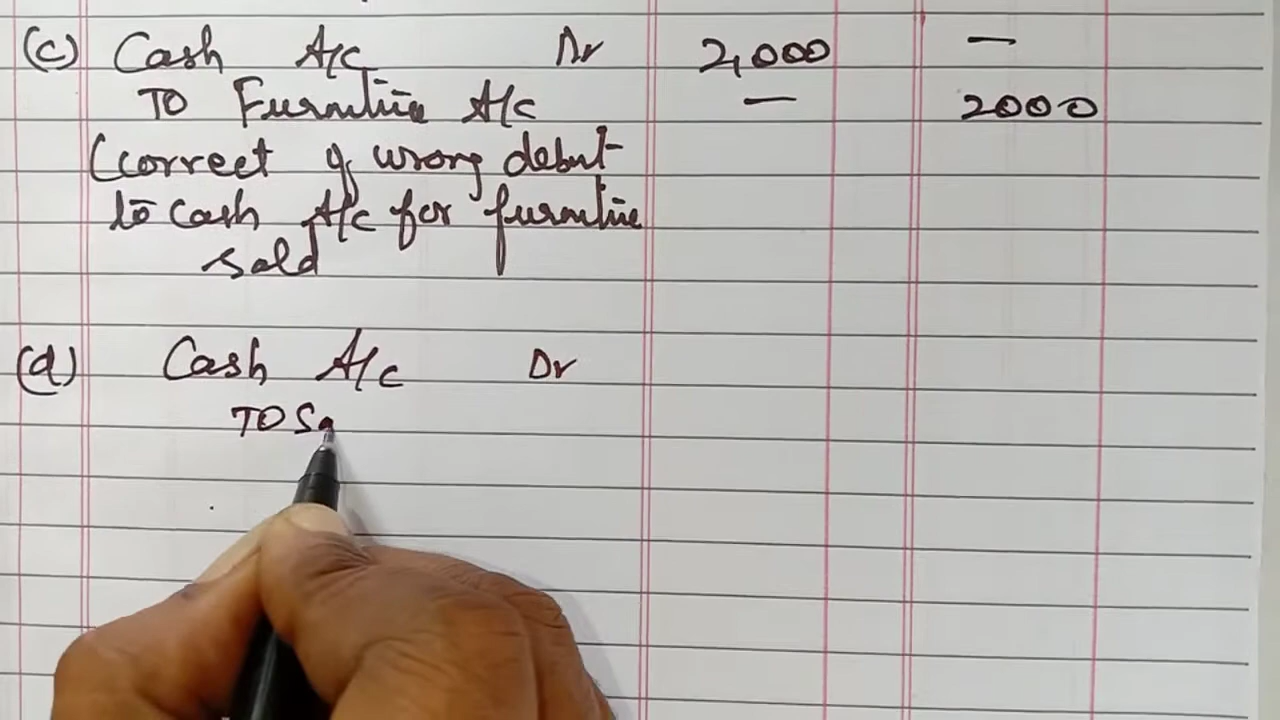 (c) Cash A/c Dr 2,000 —
TO Furniture A/c — 2000
(correct of wrong debit
to cash A/c for furniture
sold
(d) Cash A/c Dr
TO Sa